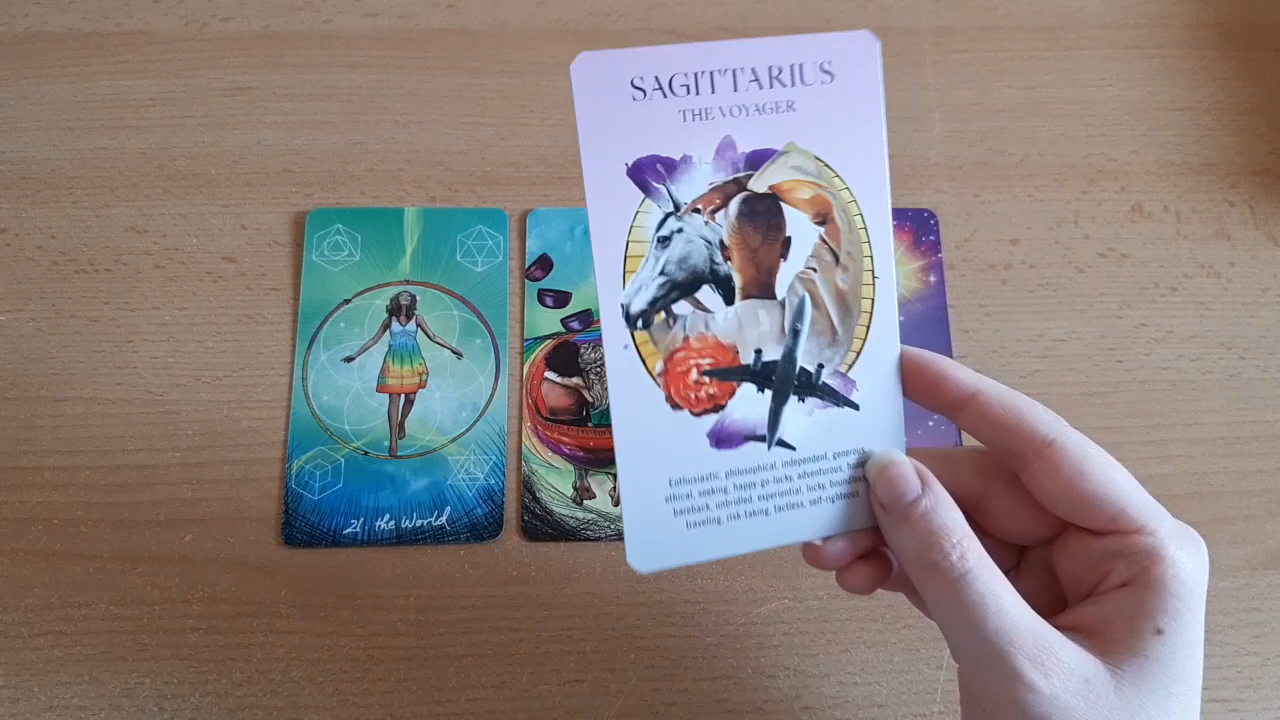 SAGITTARIUS
THE VOYAGER
Enthusiastic, philosophical, independent, generous,
ethical, seeking, happy-go-lucky, adventurous,
bareback, unbridled, experiential, lucky, boundless,
traveling, risk-taking, tactless, self-righteous
21. the World